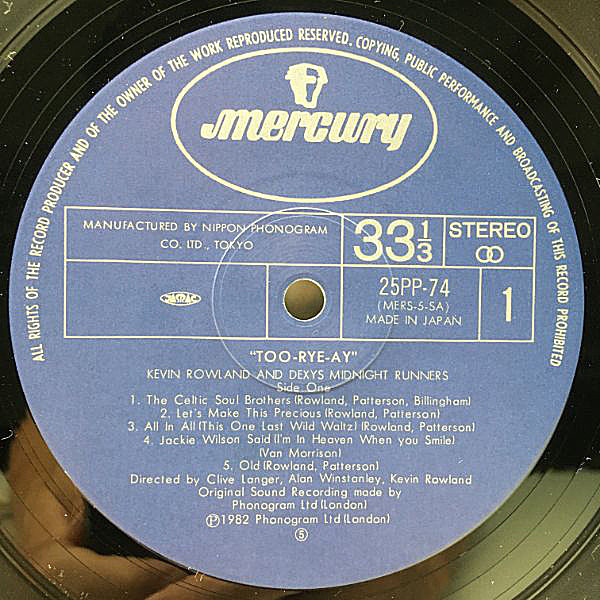 ALL RIGHTS OF THE RECORD PRODUCER AND OF THE OWNER OF THE WORK REPRODUCED RESERVED. COPYING, PUBLIC PERFORMANCE AND BROADCASTING OF THIS RECORD PROHIBITED
mercury
MANUFACTURED BY NIPPON PHONOGRAM
CO. LTD., TOKYO
33 1/3
STEREO
JASRAC
25PP-74
(MERS-5-SA)
MADE IN JAPAN
1
"TOO-RYE-AY"
KEVIN ROWLAND AND DEXYS MIDNIGHT RUNNERS
Side One
1. The Celtic Soul Brothers (Rowland, Patterson, Billingham)
2. Let's Make This Precious (Rowland, Patterson)
3. All In All (This One Last Wild Waltz) (Rowland, Patterson)
4. Jackie Wilson Said (I'm In Heaven When you Smile)
(Van Morrison)
5. Old (Rowland, Patterson)
Directed by Clive Langer, Alan Winstanley, Kevin Rowland
Original Sound Recording made by
Phonogram Ltd (London)
Ⓟ1982 Phonogram Ltd (London)
⑤